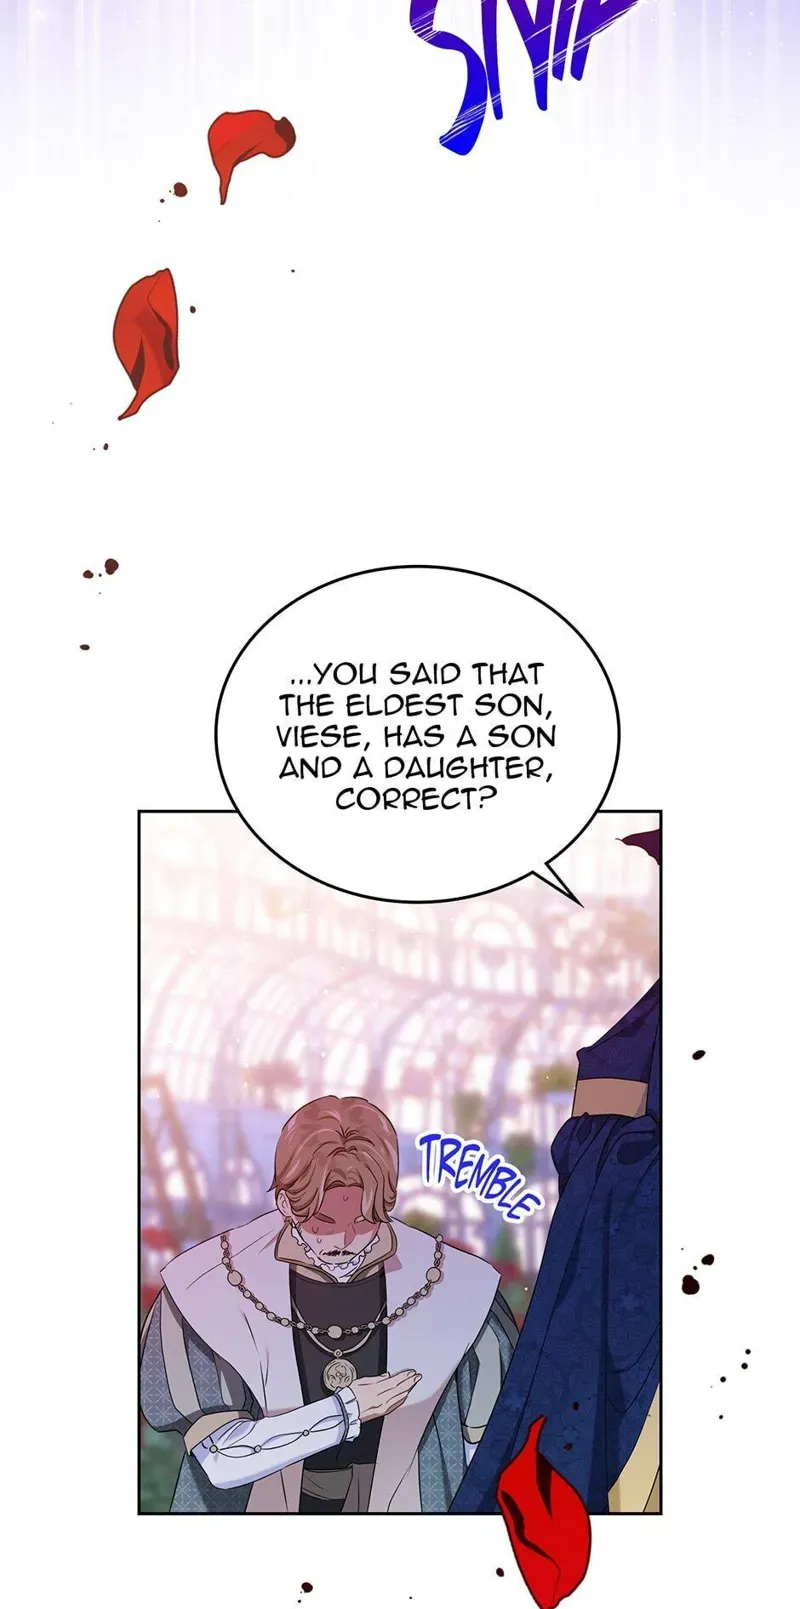 ...YOU SAID THAT
THE ELDEST SON,
VIESE, HAS A SON
AND A DAUGHTER,
CORRECT?
TREMBLE